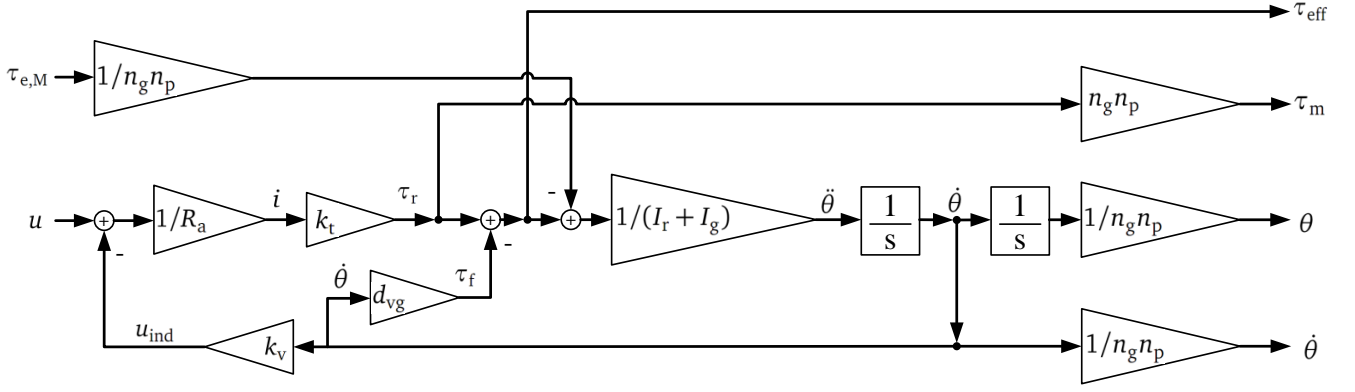 τ_eff
τ_e,M
1/n_g n_p
n_g n_p
τ_m
-
u
+
1/R_a
i
k_t
τ_r
+
+
1/(I_r + I_g)
θ̈
1/s
θ̇
1/s
1/n_g n_p
θ
-
-
θ̇
d_vg
τ_f
u_ind
k_v
1/n_g n_p
θ̇